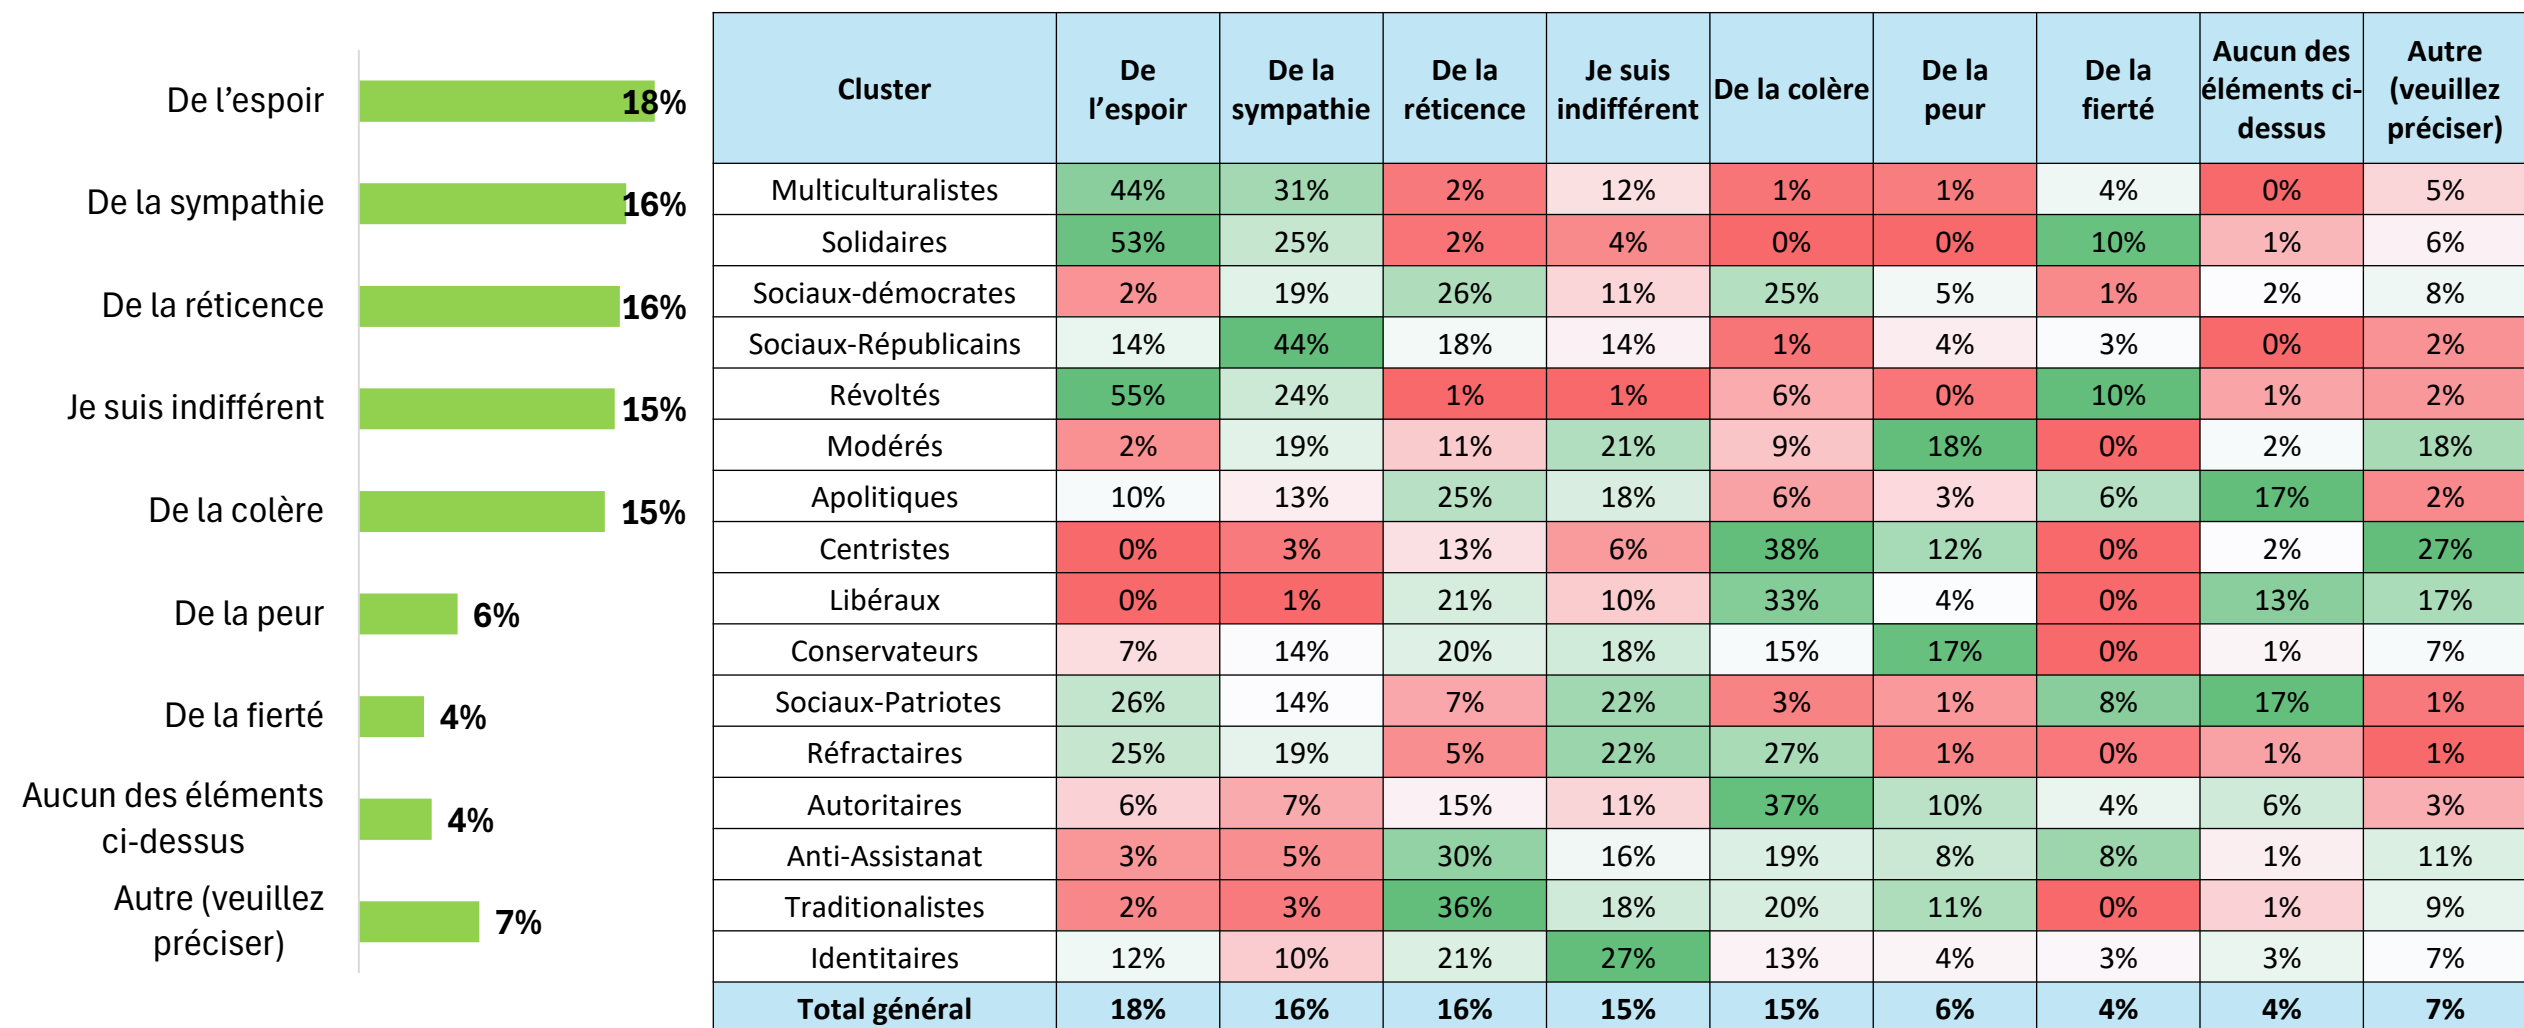 De l’espoir
18%
De la sympathie
16%
De la réticence
16%
Je suis indifférent
15%
De la colère
15%
De la peur
6%
De la fierté
4%
Aucun des éléments
ci-dessus
4%
Autre (veuillez
préciser)
7%
Cluster
De
l’espoir
De la
sympathie
De la
réticence
Je suis
indifférent
De la colère
De la
peur
De la
fierté
Aucun des
éléments ci-
dessus
Autre
(veuillez
préciser)
Multiculturalistes 44% 31% 2% 12% 1% 1% 4% 0% 5%
Solidaires 53% 25% 2% 4% 0% 0% 10% 1% 6%
Sociaux-démocrates 2% 19% 26% 11% 25% 5% 1% 2% 8%
Sociaux-Républicains 14% 44% 18% 14% 1% 4% 3% 0% 2%
Révoltés 55% 24% 1% 1% 6% 0% 10% 1% 2%
Modérés 2% 19% 11% 21% 9% 18% 0% 2% 18%
Apolitiques 10% 13% 25% 18% 6% 3% 6% 17% 2%
Centristes 0% 3% 13% 6% 38% 12% 0% 2% 27%
Libéraux 0% 1% 21% 10% 33% 4% 0% 13% 17%
Conservateurs 7% 14% 20% 18% 15% 17% 0% 1% 7%
Sociaux-Patriotes 26% 14% 7% 22% 3% 1% 8% 17% 1%
Réfractaires 25% 19% 5% 22% 27% 1% 0% 1% 1%
Autoritaires 6% 7% 15% 11% 37% 10% 4% 6% 3%
Anti-Assistanat 3% 5% 30% 16% 19% 8% 8% 1% 11%
Traditionalistes 2% 3% 36% 18% 20% 11% 0% 1% 9%
Identitaires 12% 10% 21% 27% 13% 4% 3% 3% 7%
Total général 18% 16% 16% 15% 15% 6% 4% 4% 7%